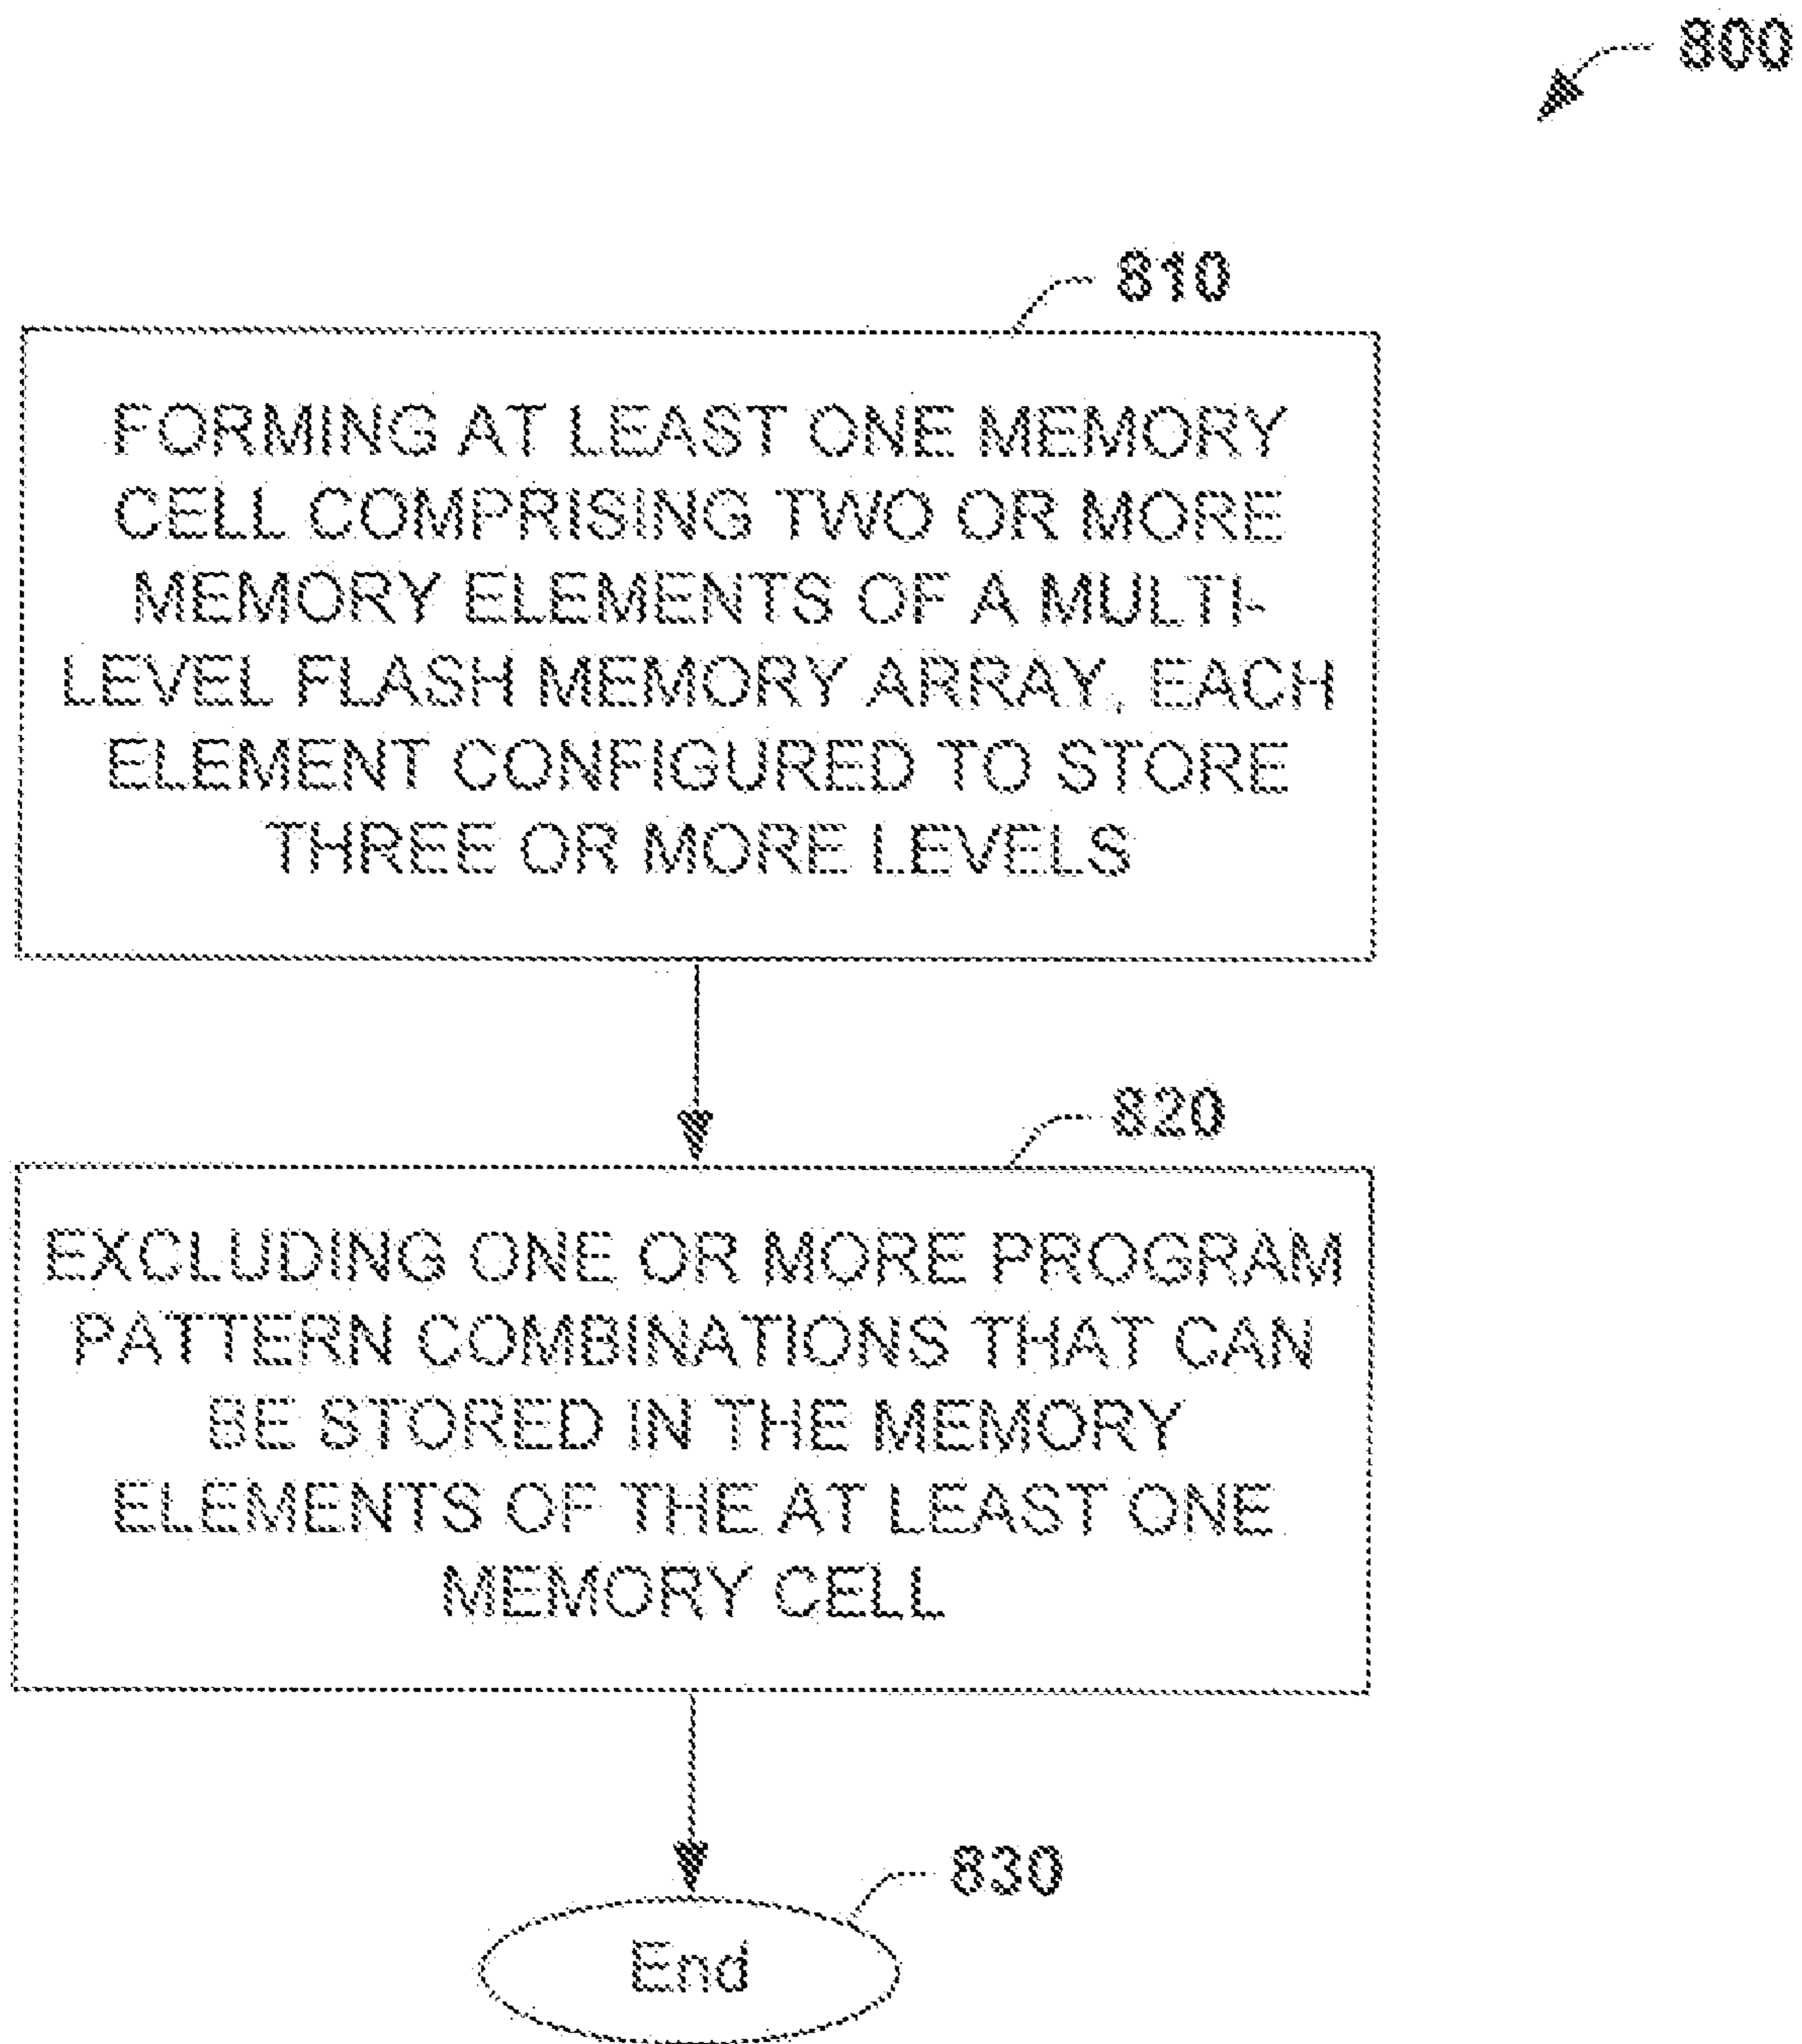 800
810
FORMING AT LEAST ONE MEMORY
CELL COMPRISING TWO OR MORE
MEMORY ELEMENTS OF A MULTI-
LEVEL FLASH MEMORY ARRAY, EACH
ELEMENT CONFIGURED TO STORE
THREE OR MORE LEVELS
820
EXCLUDING ONE OR MORE PROGRAM
PATTERN COMBINATIONS THAT CAN
BE STORED IN THE MEMORY
ELEMENTS OF THE AT LEAST ONE
MEMORY CELL
830
End